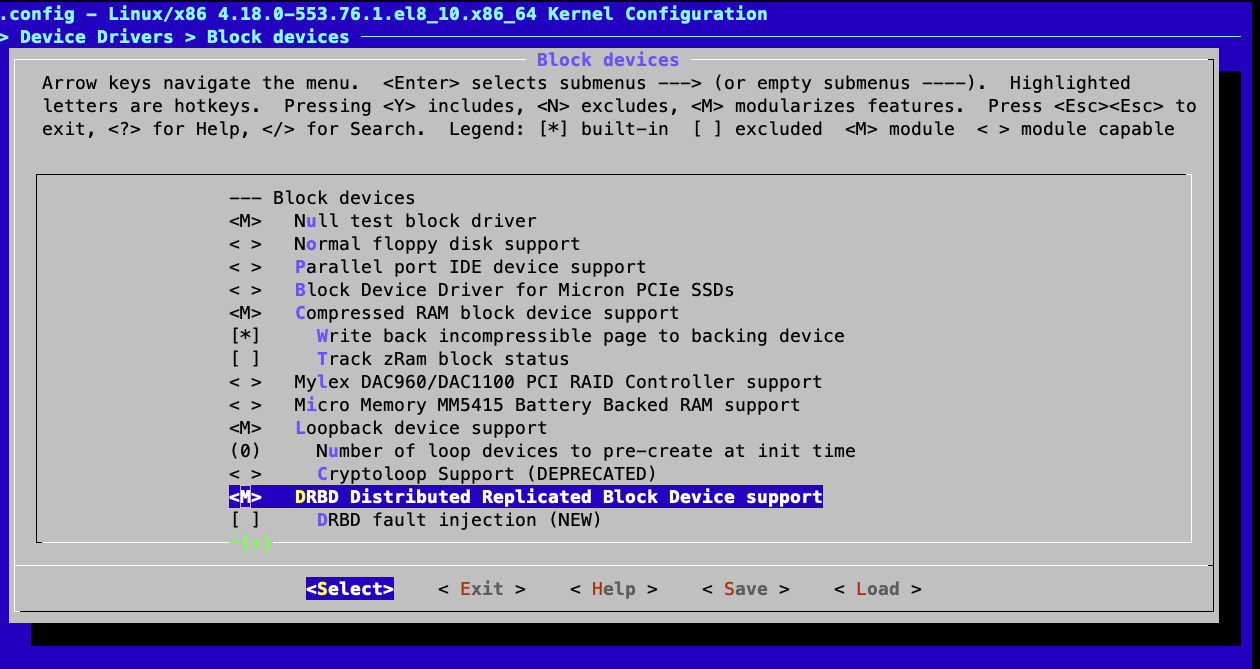 .config - Linux/x86 4.18.0-553.76.1.el8_10.x86_64 Kernel Configuration
> Device Drivers > Block devices
Block devices
Arrow keys navigate the menu.  <Enter> selects submenus ---> (or empty submenus ----).  Highlighted
letters are hotkeys.  Pressing <Y> includes, <N> excludes, <M> modularizes features.  Press <Esc><Esc> to
exit, <?> for Help, </> for Search.  Legend: [*] built-in  [ ] excluded  <M> module  < > module capable
--- Block devices
<M>   Null test block driver
< >   Normal floppy disk support
< >   Parallel port IDE device support
< >   Block Device Driver for Micron PCIe SSDs
<M>   Compressed RAM block device support
[*]     Write back incompressible page to backing device
[ ]     Track zRam block status
< >   Mylex DAC960/DAC1100 PCI RAID Controller support
< >   Micro Memory MM5415 Battery Backed RAM support
<M>   Loopback device support
(0)     Number of loop devices to pre-create at init time
< >     Cryptoloop Support (DEPRECATED)
<M>   DRBD Distributed Replicated Block Device support
[ ]     DRBD fault injection (NEW)
┴(+)
<Select>    < Exit >    < Help >    < Save >    < Load >